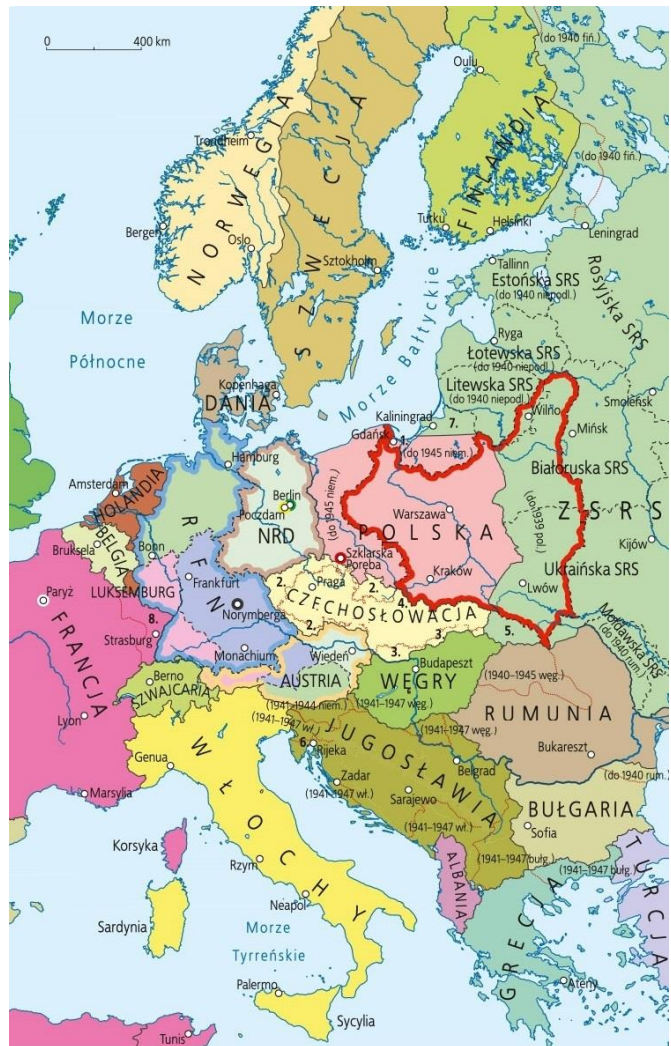 0 400 km
(do 1940 fiń.)
Oulu
FINLANDIA
NORWEGIA
SZWECJA
Trondheim
(do 1940 fiń.)
Bergen
Oslo
Turku
Helsinki
Leningrad
Sztokholm
Tallinn
Estońska SRS
(do 1940 niepodl.)
Rosyjska SRS
Morze
Północne
Morze Bałtyckie
Ryga
Łotewska SRS
(do 1940 niepodl.)
Litewska SRS
(do 1940 niepodl.)
Kopenhaga
DANIA
Kaliningrad
7.
Wilno
Smoleńsk
Gdańsk
1.
(do 1945 niem.)
Mińsk
Hamburg
Białoruska SRS
Amsterdam
HOLANDIA
Berlin
Poczdam
NRD
(do 1945 niem.)
Warszawa
POLSKA
(do 1939 pol.)
ZSRS
Bruksela
BELGIA
Bonn
RFN
Szklarska
Poręba
Kijów
LUKSEMBURG
Frankfurt
2.
Praga
2.
Kraków
Lwów
Ukraińska SRS
Paryż
Norymberga
CZECHOSŁOWACJA
4.
FRANCJA
8.
Strasburg
2.
3.
3.
5.
Mołdawska SRS
(do 1940 rum.)
Monachium
Wiedeń
Berno
SZWAJCARIA
AUSTRIA
Budapeszt
WĘGRY
(1940–1945 węg.)
(1941–1944 niem.)
(1941–1947 węg.)
RUMUNIA
Lyon
(1941–1947 wł.)
(1941–1947 węg.)
Genua
WŁOCHY
6.
Rijeka
JUGOSŁAWIA
Belgrad
Bukareszt
Marsylia
Zadar
(1941–1947 wł.)
Sarajewo
(do 1940 rum.)
BUŁGARIA
Sofia
Korsyka
(1941–1947 wł.)
Rzym
ALBANIA
(1941–1947 bułg.)
(1941–1947 bułg.)
Neapol
GRECJA
TURCJA
Sardynia
Morze
Tyrreńskie
Palermo
Sycylia
Ateny
Tunis